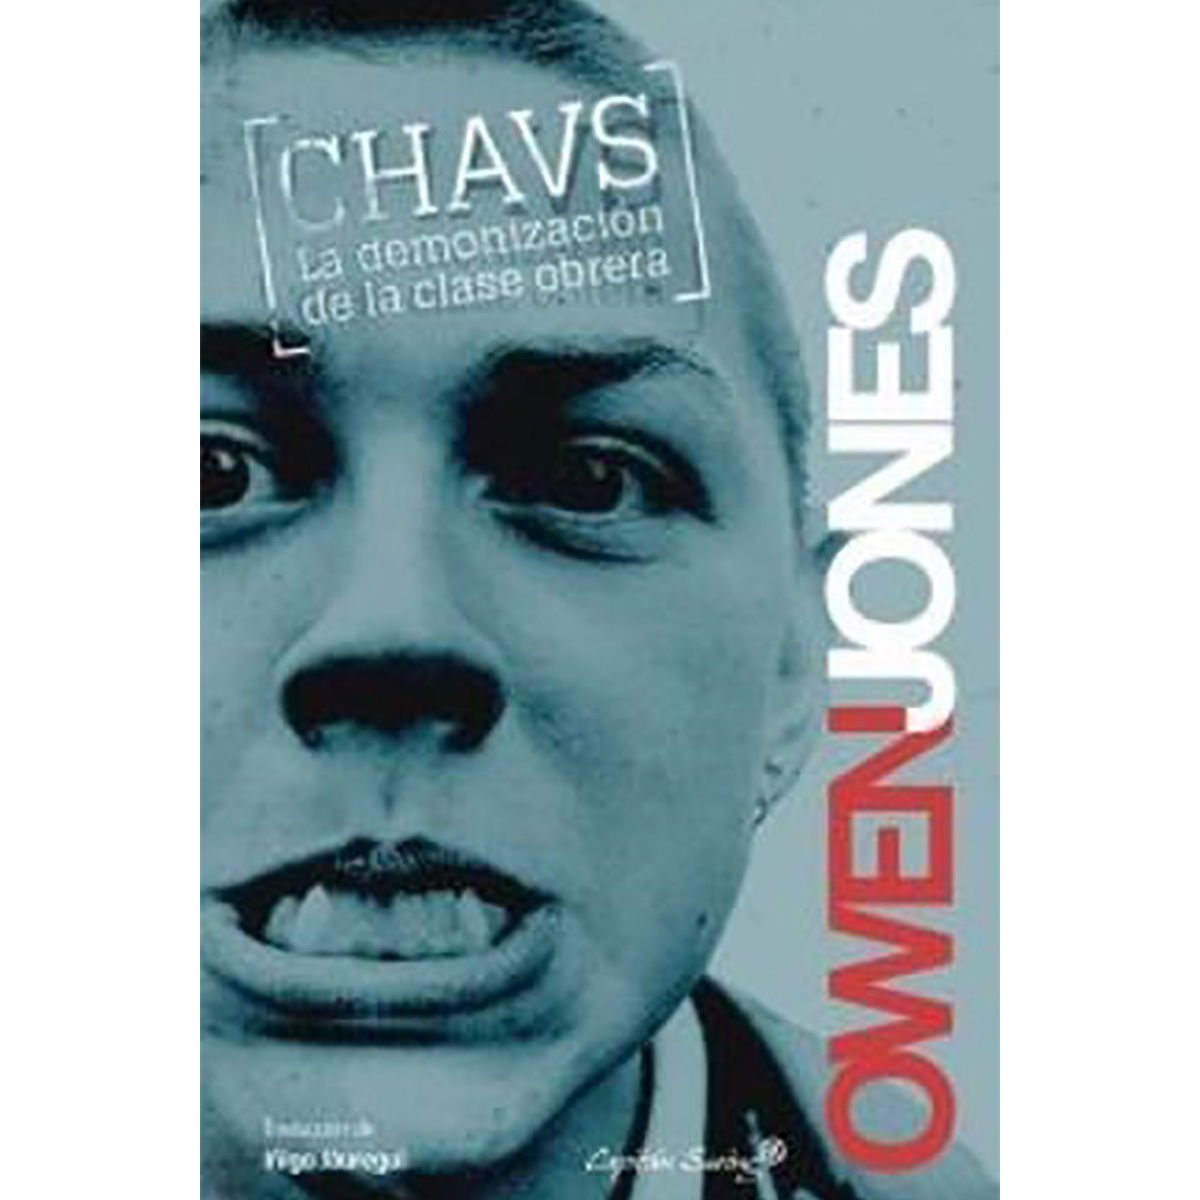 CHAVS
La demonización
de la clase obrera
OWEN JONES
Traducción de
Íñigo Jáuregui
Capitán Swing